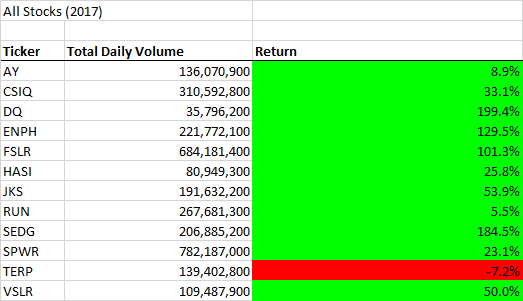 All Stocks (2017)
Ticker Total Daily Volume Return
AY 136,070,900 8.9%
CSIQ 310,592,800 33.1%
DQ 35,796,200 199.4%
ENPH 221,772,100 129.5%
FSLR 684,181,400 101.3%
HASI 80,949,300 25.8%
JKS 191,632,200 53.9%
RUN 267,681,300 5.5%
SEDG 206,885,200 184.5%
SPWR 782,187,000 23.1%
TERP 139,402,800 -7.2%
VSLR 109,487,900 50.0%